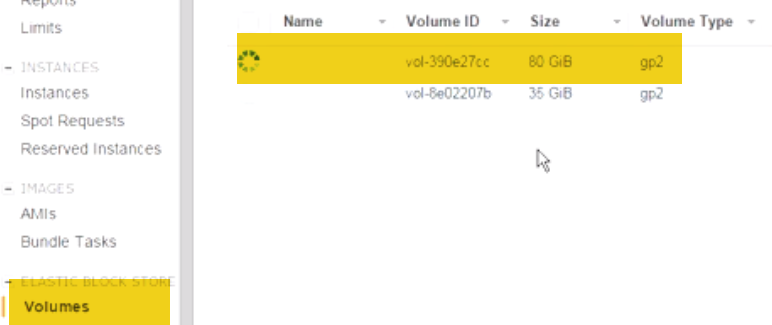 Reports
Limits
INSTANCES
Instances
Spot Requests
Reserved Instances
IMAGES
AMIs
Bundle Tasks
ELASTIC BLOCK STORE
Volumes
Name Volume ID Size Volume Type
vol-390e27cc 80 GiB gp2
vol-8e02207b 35 GiB gp2